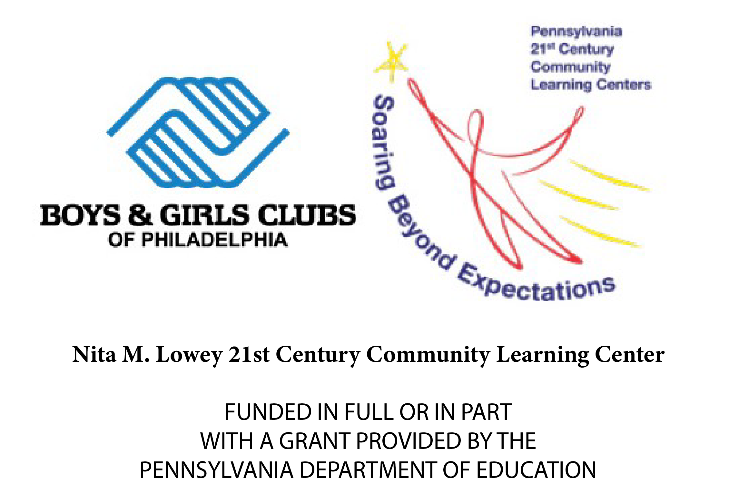 BOYS & GIRLS CLUBS
OF PHILADELPHIA
Pennsylvania
21st Century
Community
Learning Centers
Soaring Beyond Expectations
Nita M. Lowey 21st Century Community Learning Center
FUNDED IN FULL OR IN PART
WITH A GRANT PROVIDED BY THE
PENNSYLVANIA DEPARTMENT OF EDUCATION